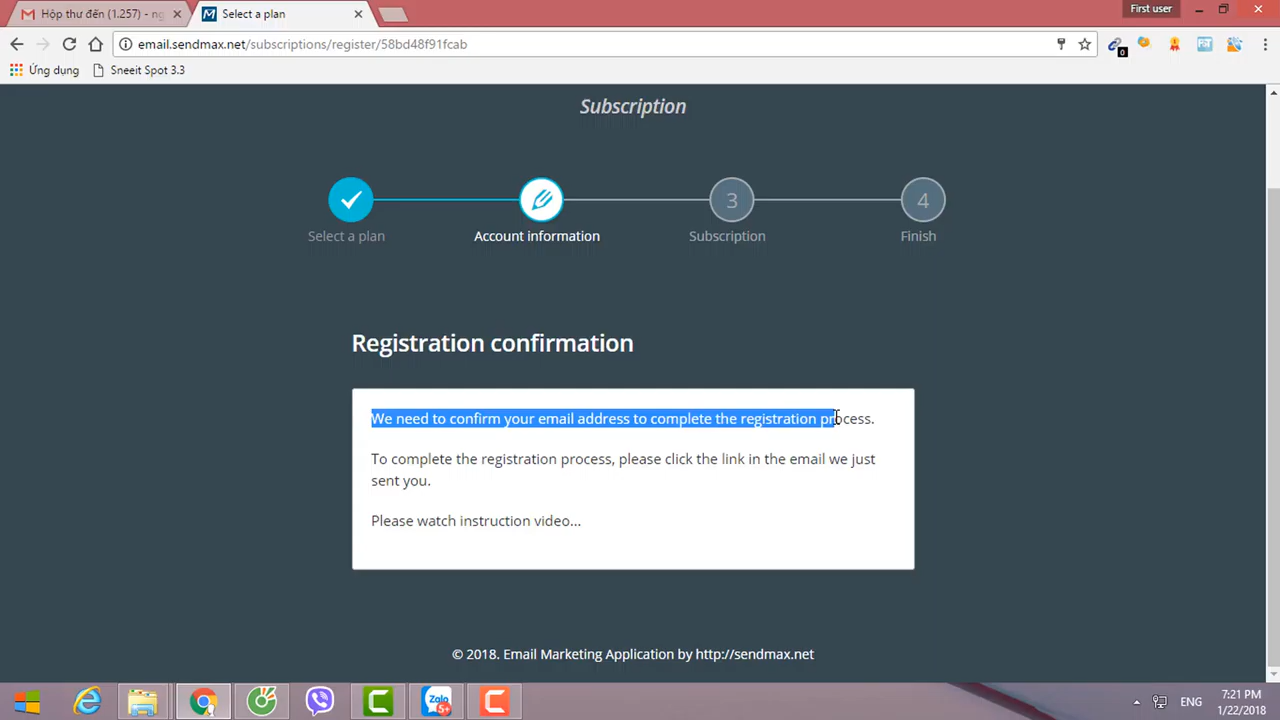 Hộp thư đến (1.257) - ng
Select a plan
First user
email.sendmax.net/subscriptions/register/58bd48f91fcab
0
Ứng dụng
Sneeit Spot 3.3
Subscription
3
4
Select a plan
Account information
Subscription
Finish
Registration confirmation
We need to confirm your email address to complete the registration process.
To complete the registration process, please click the link in the email we just
sent you.
Please watch instruction video...
© 2018. Email Marketing Application by http://sendmax.net
Zalo
5+
ENG
7:21 PM
1/22/2018